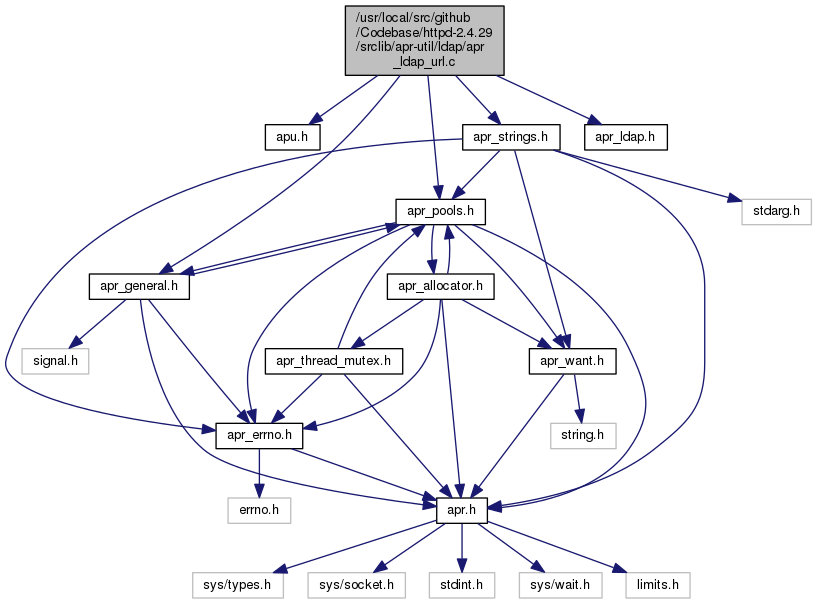 /usr/local/src/github
/Codebase/httpd-2.4.29
/srclib/apr-util/ldap/apr
_ldap_url.c
apu.h
apr_strings.h
apr_ldap.h
apr_pools.h
stdarg.h
apr_general.h
apr_allocator.h
signal.h
apr_thread_mutex.h
apr_want.h
apr_errno.h
string.h
errno.h
apr.h
sys/types.h
sys/socket.h
stdint.h
sys/wait.h
limits.h